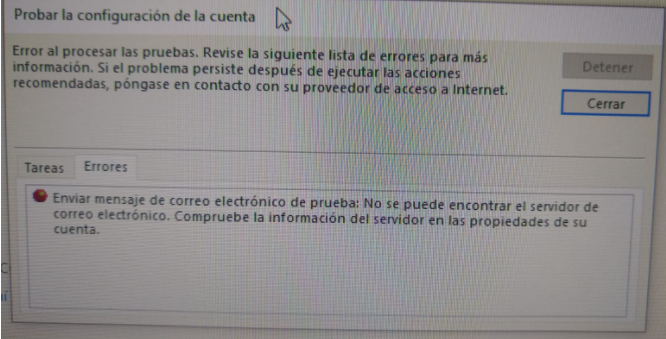 Probar la configuración de la cuenta
Error al procesar las pruebas. Revise la siguiente lista de errores para más
información. Si el problema persiste después de ejecutar las acciones
recomendadas, póngase en contacto con su proveedor de acceso a Internet.
Detener
Cerrar
Tareas
Errores
Enviar mensaje de correo electrónico de prueba: No se puede encontrar el servidor de
correo electrónico. Compruebe la información del servidor en las propiedades de su
cuenta.